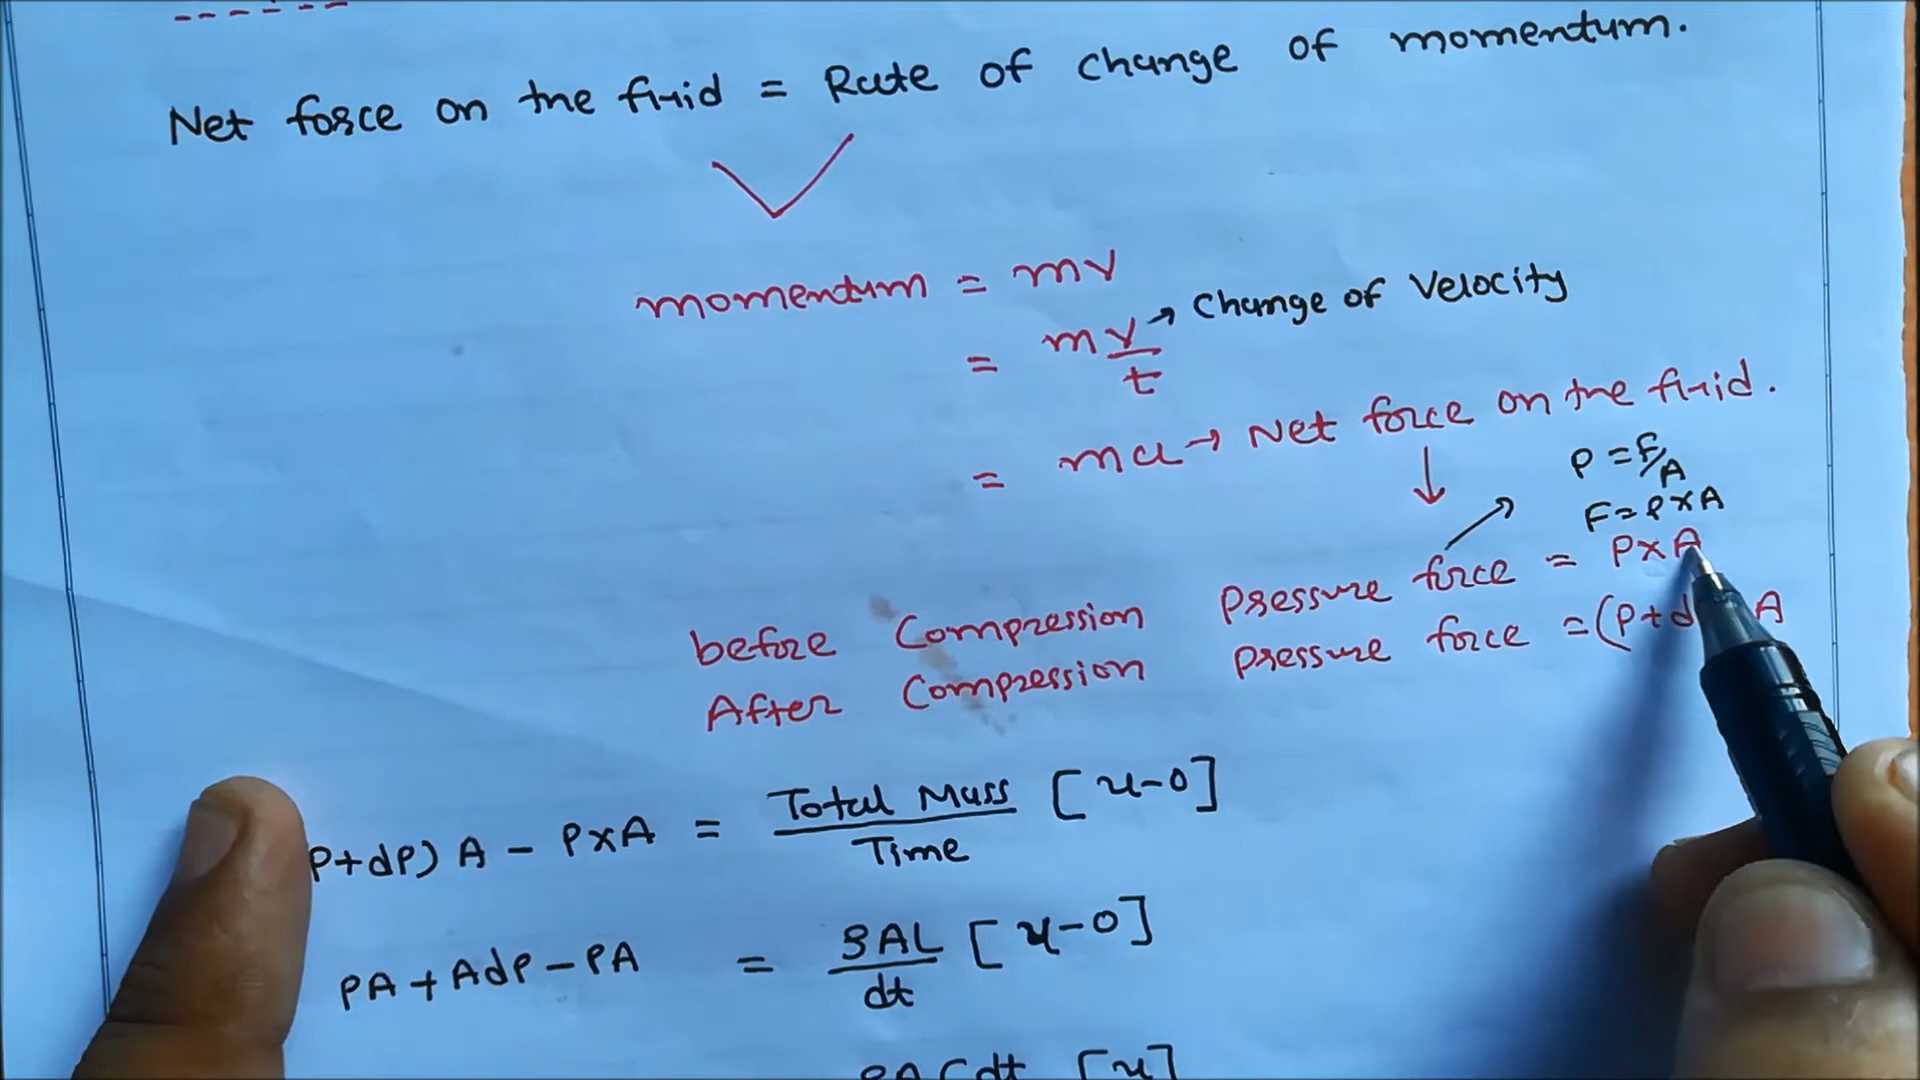 Net force on the fluid = Rate of change of momentum.
momentum = mv
= mv/t → Change of Velocity
= ma → Net force on the fluid.
P = F/A
F = P×A
before Compression Pressure force = P×A
After Compression pressure force = (P+d A
P+dP) A - P×A = Total Mass/Time [u-0]
PA + AdP - PA = ρAL/dt [u-0]
ρA C dt [u]